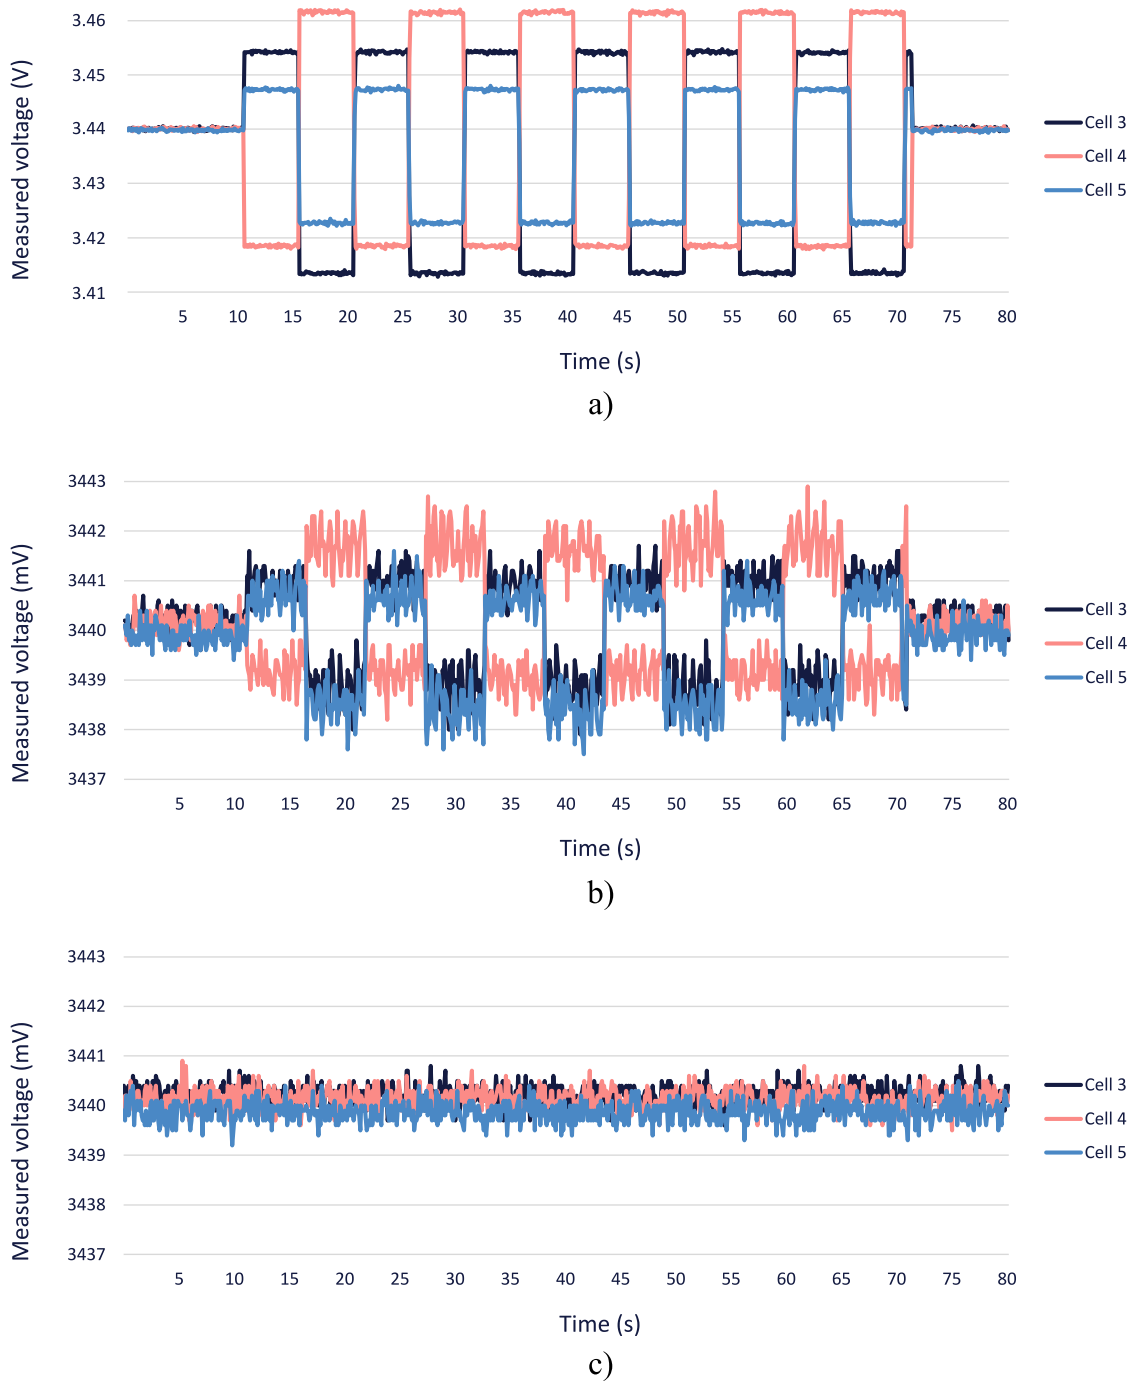 Measured voltage (V)
3.46
3.45
3.44
3.43
3.42
3.41
5 10 15 20 25 30 35 40 45 50 55 60 65 70 75 80
Time (s)
Cell 3
Cell 4
Cell 5
a)
Measured voltage (mV)
3443
3442
3441
3440
3439
3438
3437
5 10 15 20 25 30 35 40 45 50 55 60 65 70 75 80
Time (s)
Cell 3
Cell 4
Cell 5
b)
Measured voltage (mV)
3443
3442
3441
3440
3439
3438
3437
5 10 15 20 25 30 35 40 45 50 55 60 65 70 75 80
Time (s)
Cell 3
Cell 4
Cell 5
c)